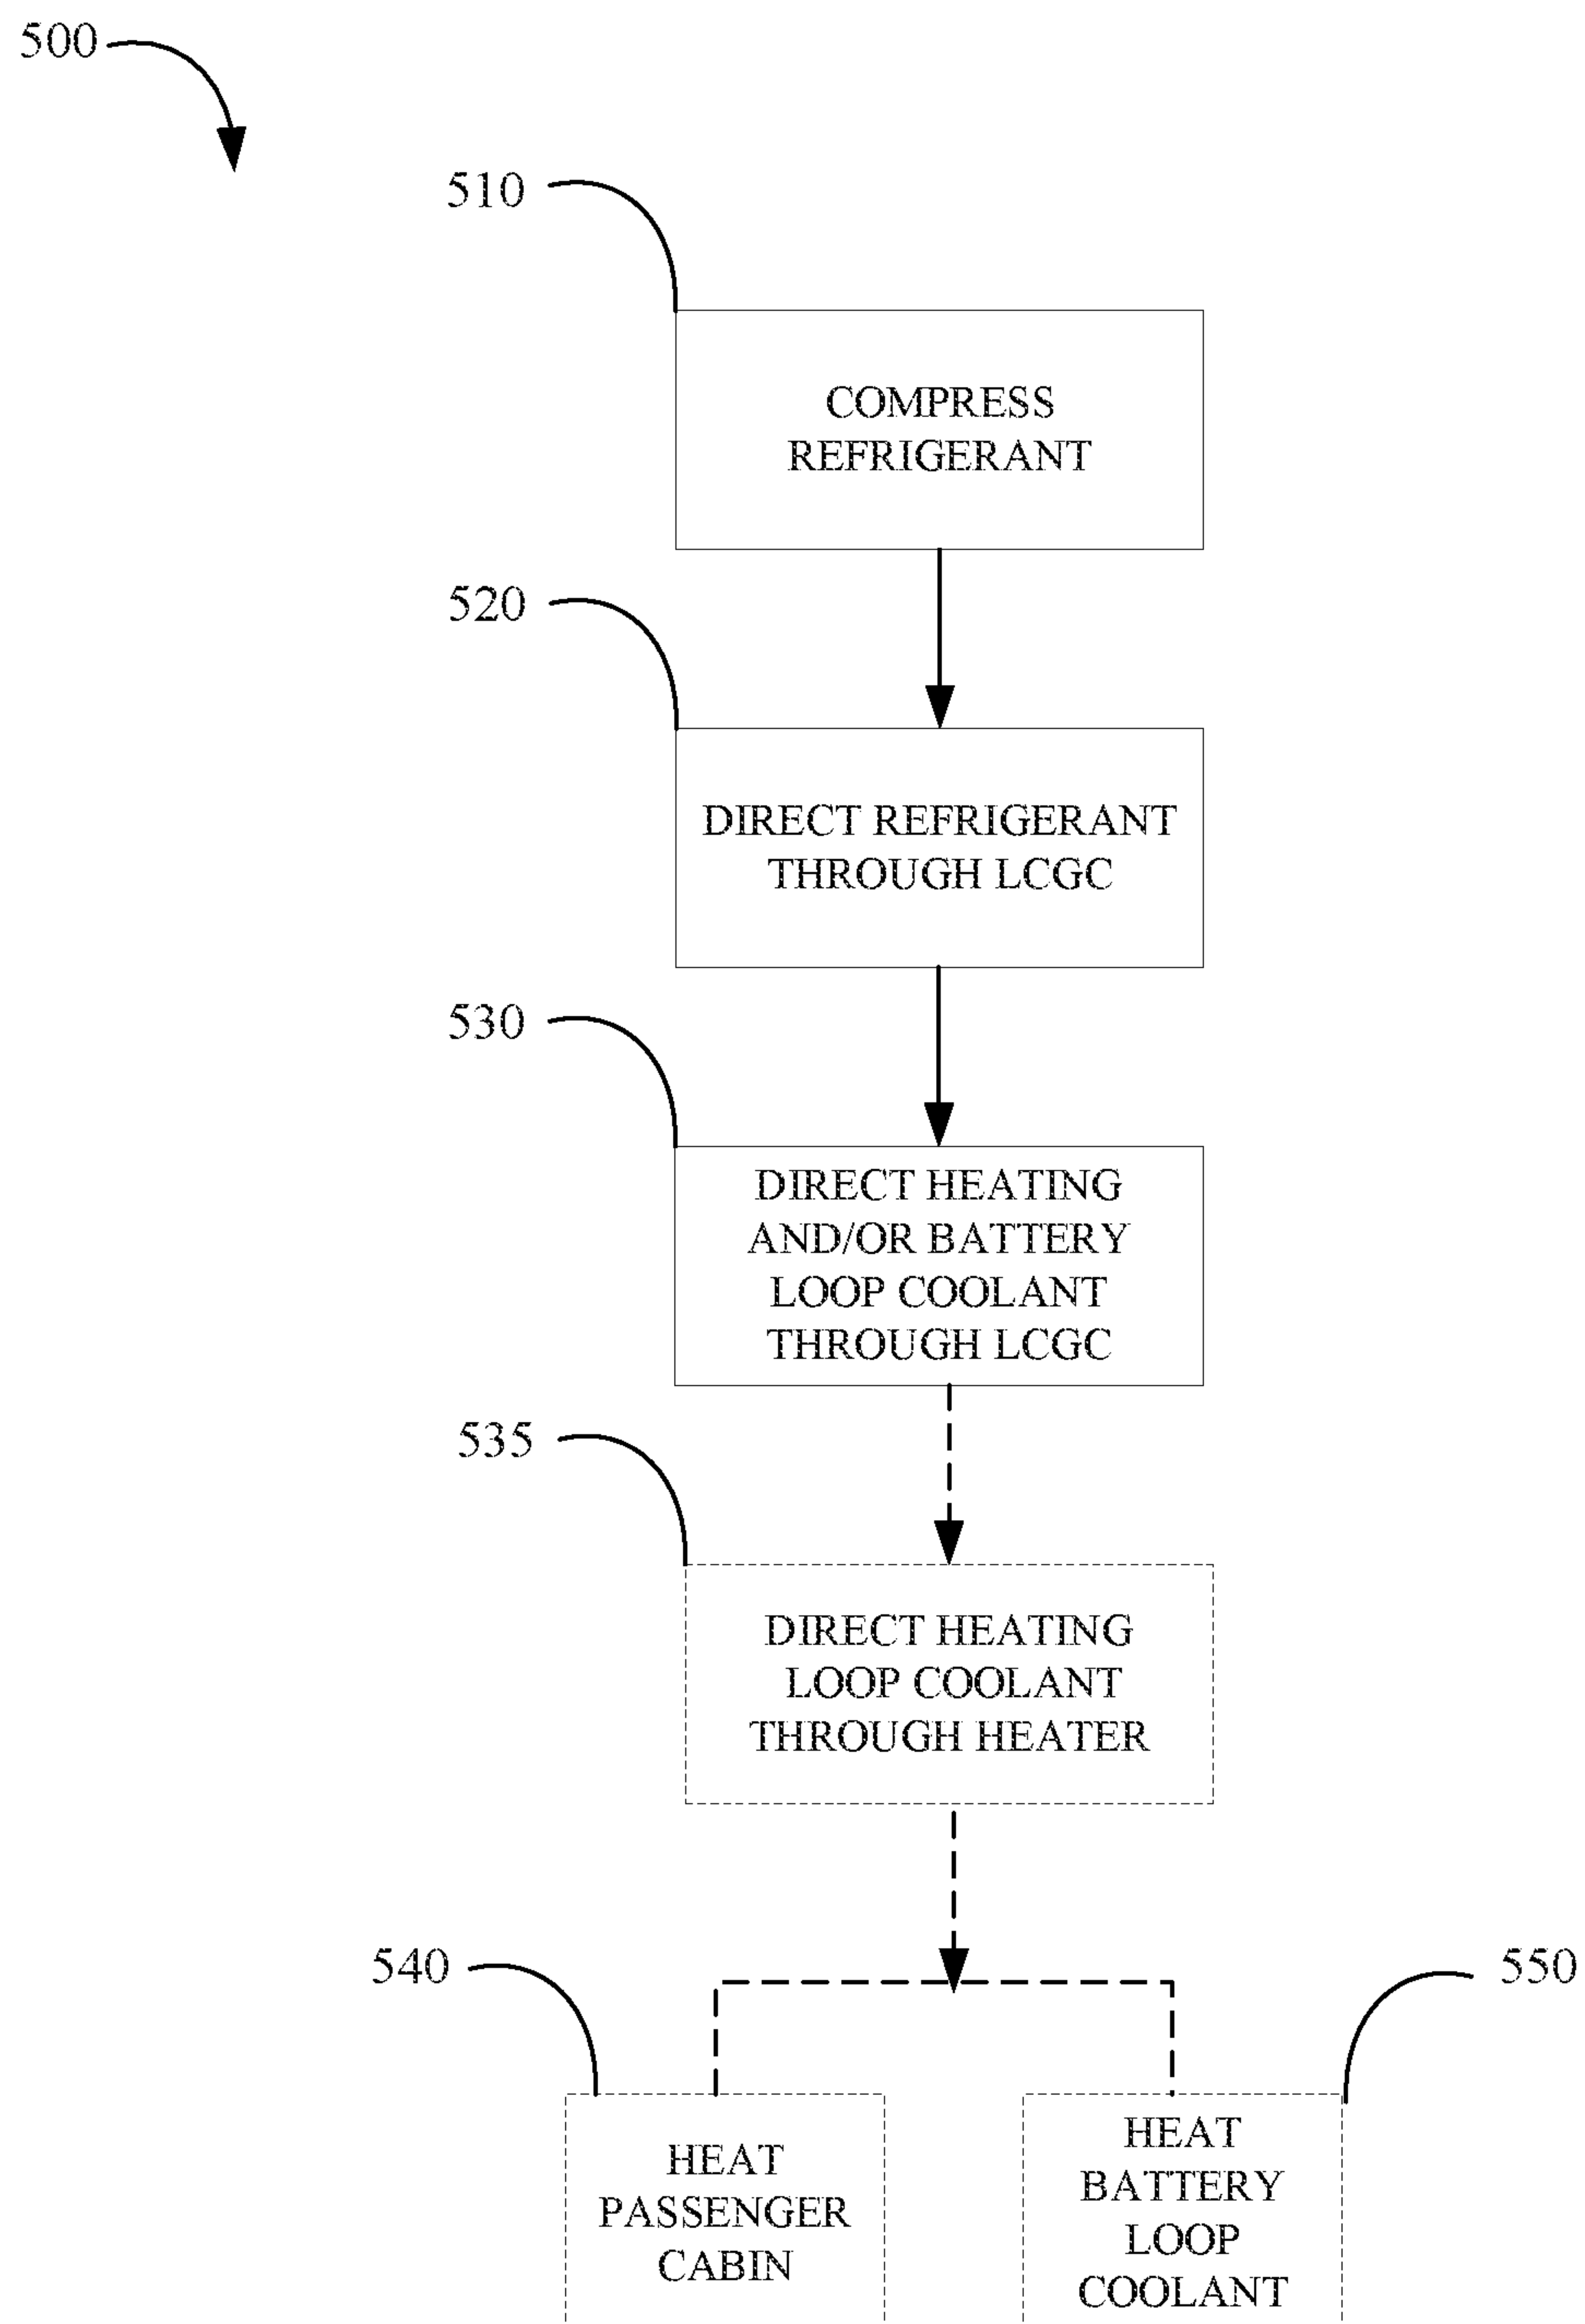 500
510
COMPRESS
REFRIGERANT
520
DIRECT REFRIGERANT
THROUGH LCGC
530
DIRECT HEATING
AND/OR BATTERY
LOOP COOLANT
THROUGH LCGC
535
DIRECT HEATING
LOOP COOLANT
THROUGH HEATER
540
550
HEAT
PASSENGER
CABIN
HEAT
BATTERY
LOOP
COOLANT